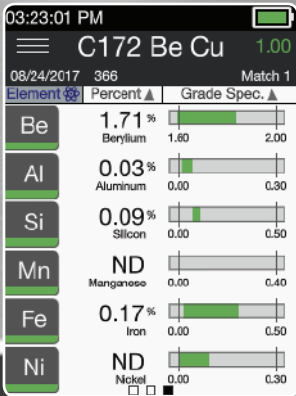 03:23:01 PM
C172 Be Cu 1.00
08/24/2017 366 Match 1
Element Percent Grade Spec.
Be 1.71 %
Berylium 1.60 2.00
Al 0.03 %
Aluminum 0.00 0.30
Si 0.09 %
Silicon 0.00 0.50
Mn ND
Manganese 0.00 0.40
Fe 0.17 %
Iron 0.00 0.50
Ni ND
Nickel 0.00 0.30